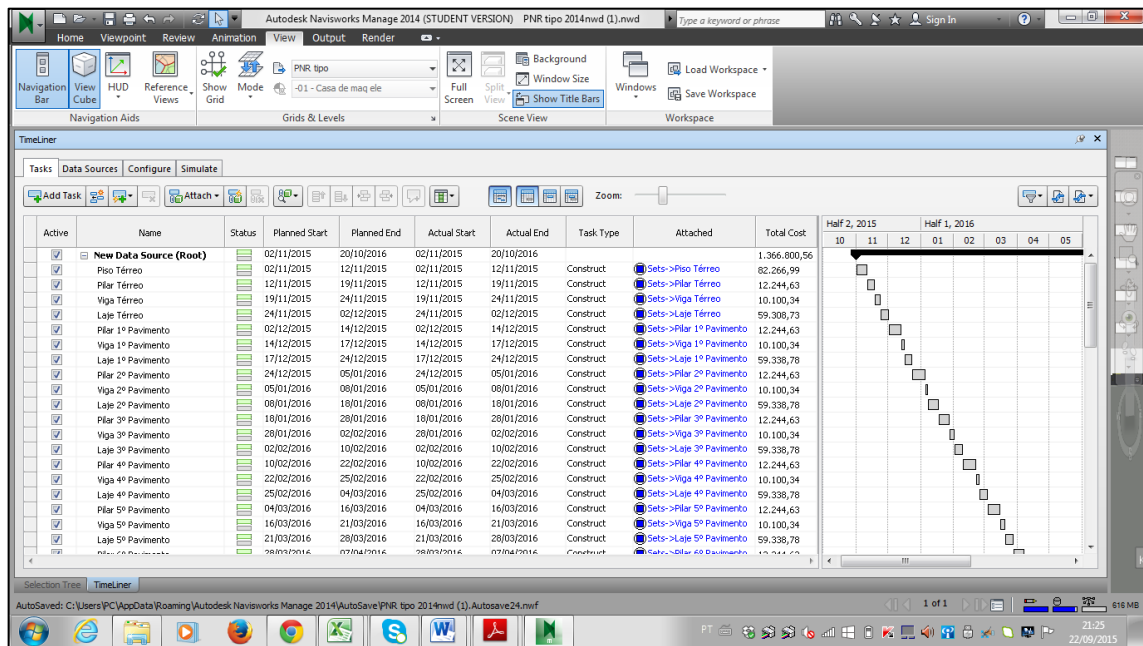 Autodesk Navisworks Manage 2014 (STUDENT VERSION) PNR tipo 2014nwd (1).nwd Type a keyword or phrase Sign In
Home Viewpoint Review Animation View Output Render
Navigation Bar View Cube HUD Reference Views Show Grid Mode PNR tipo -01 - Casa de maq ele Full Screen Split View Background Window Size Show Title Bars Windows Load Workspace Save Workspace
Navigation Aids Grids & Levels Scene View Workspace
TimeLiner
Tasks Data Sources Configure Simulate
Add Task Attach Zoom:
Active Name Status Planned Start Planned End Actual Start Actual End Task Type Attached Total Cost Half 2, 2015 Half 1, 2016
10 11 12 01 02 03 04 05
New Data Source (Root) 02/11/2015 20/10/2016 02/11/2015 20/10/2016 1.366.800,56
Piso Térreo 02/11/2015 12/11/2015 02/11/2015 12/11/2015 Construct Sets->Piso Térreo 82.266,99
Pilar Térreo 12/11/2015 19/11/2015 12/11/2015 19/11/2015 Construct Sets->Pilar Térreo 12.244,63
Viga Térreo 19/11/2015 24/11/2015 19/11/2015 24/11/2015 Construct Sets->Viga Térreo 10.100,34
Laje Térreo 24/11/2015 02/12/2015 24/11/2015 02/12/2015 Construct Sets->Laje Térreo 59.308,73
Pilar 1º Pavimento 02/12/2015 14/12/2015 02/12/2015 14/12/2015 Construct Sets->Pilar 1º Pavimento 12.244,63
Viga 1º Pavimento 14/12/2015 17/12/2015 14/12/2015 17/12/2015 Construct Sets->Viga 1º Pavimento 10.100,34
Laje 1º Pavimento 17/12/2015 24/12/2015 17/12/2015 24/12/2015 Construct Sets->Laje 1º Pavimento 59.338,78
Pilar 2º Pavimento 24/12/2015 05/01/2016 24/12/2015 05/01/2016 Construct Sets->Pilar 2º Pavimento 12.244,63
Viga 2º Pavimento 05/01/2016 08/01/2016 05/01/2016 08/01/2016 Construct Sets->Viga 2º Pavimento 10.100,34
Laje 2º Pavimento 08/01/2016 18/01/2016 08/01/2016 18/01/2016 Construct Sets->Laje 2º Pavimento 59.338,78
Pilar 3º Pavimento 18/01/2016 28/01/2016 18/01/2016 28/01/2016 Construct Sets->Pilar 3º Pavimento 12.244,63
Viga 3º Pavimento 28/01/2016 02/02/2016 28/01/2016 02/02/2016 Construct Sets->Viga 3º Pavimento 10.100,34
Laje 3º Pavimento 02/02/2016 10/02/2016 02/02/2016 10/02/2016 Construct Sets->Laje 3º Pavimento 59.338,78
Pilar 4º Pavimento 10/02/2016 22/02/2016 10/02/2016 22/02/2016 Construct Sets->Pilar 4º Pavimento 12.244,63
Viga 4º Pavimento 22/02/2016 25/02/2016 22/02/2016 25/02/2016 Construct Sets->Viga 4º Pavimento 10.100,34
Laje 4º Pavimento 25/02/2016 04/03/2016 25/02/2016 04/03/2016 Construct Sets->Laje 4º Pavimento 59.338,78
Pilar 5º Pavimento 04/03/2016 16/03/2016 04/03/2016 16/03/2016 Construct Sets->Pilar 5º Pavimento 12.244,63
Viga 5º Pavimento 16/03/2016 21/03/2016 16/03/2016 21/03/2016 Construct Sets->Viga 5º Pavimento 10.100,34
Laje 5º Pavimento 21/03/2016 28/03/2016 21/03/2016 28/03/2016 Construct Sets->Laje 5º Pavimento 59.338,78
28/03/2016 07/04/2016 28/03/2016 07/04/2016 Construct Sets->Pilar 6º Pavimento
Selection Tree TimeLiner
AutoSaved: C:\Users\PC\AppData\Roaming\Autodesk Navisworks Manage 2014\AutoSave\PNR tipo 2014nwd (1).Autosave24.nwf 1 of 1 616 MB
PT 21:25
22/09/2015